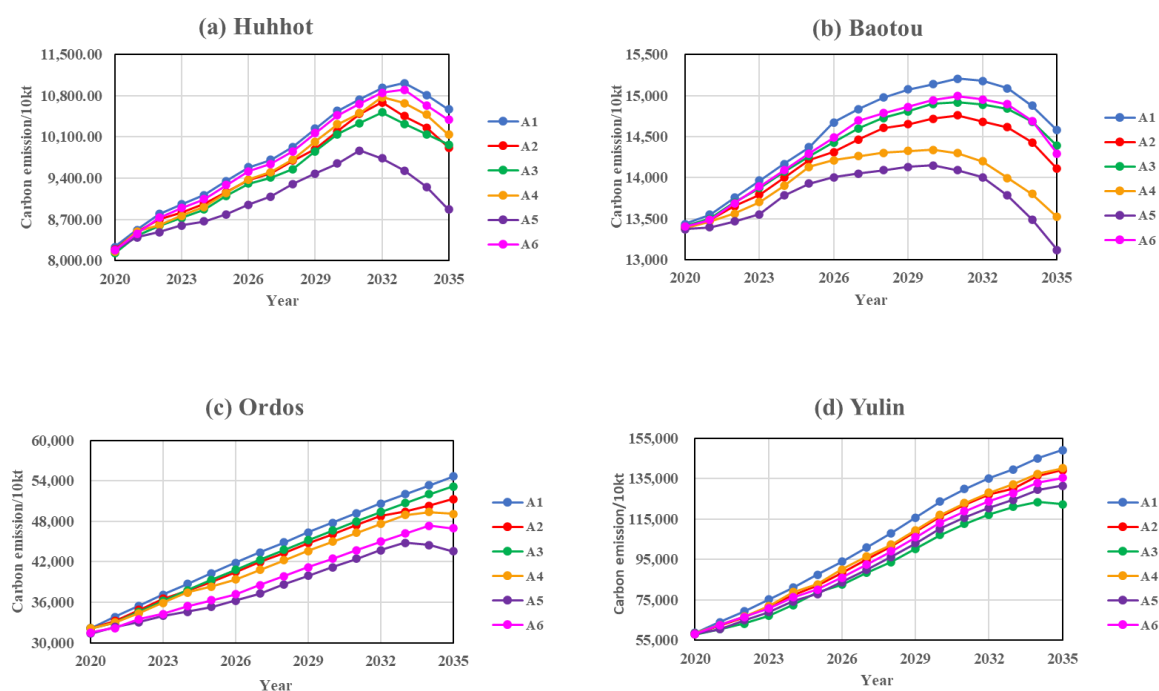 (a) Huhhot
Carbon emission/10kt
11,500.00
10,800.00
10,100.00
9,400.00
8,700.00
8,000.00
2020 2023 2026 2029 2032 2035
Year
A1
A2
A3
A4
A5
A6
(b) Baotou
Carbon emission/10kt
15,500
15,000
14,500
14,000
13,500
13,000
2020 2023 2026 2029 2032 2035
Year
A1
A2
A3
A4
A5
A6
(c) Ordos
Carbon emission/10kt
60,000
54,000
48,000
42,000
36,000
30,000
2020 2023 2026 2029 2032 2035
Year
A1
A2
A3
A4
A5
A6
(d) Yulin
Carbon emission/10kt
155,000
135,000
115,000
95,000
75,000
55,000
2020 2023 2026 2029 2032 2035
Year
A1
A2
A3
A4
A5
A6